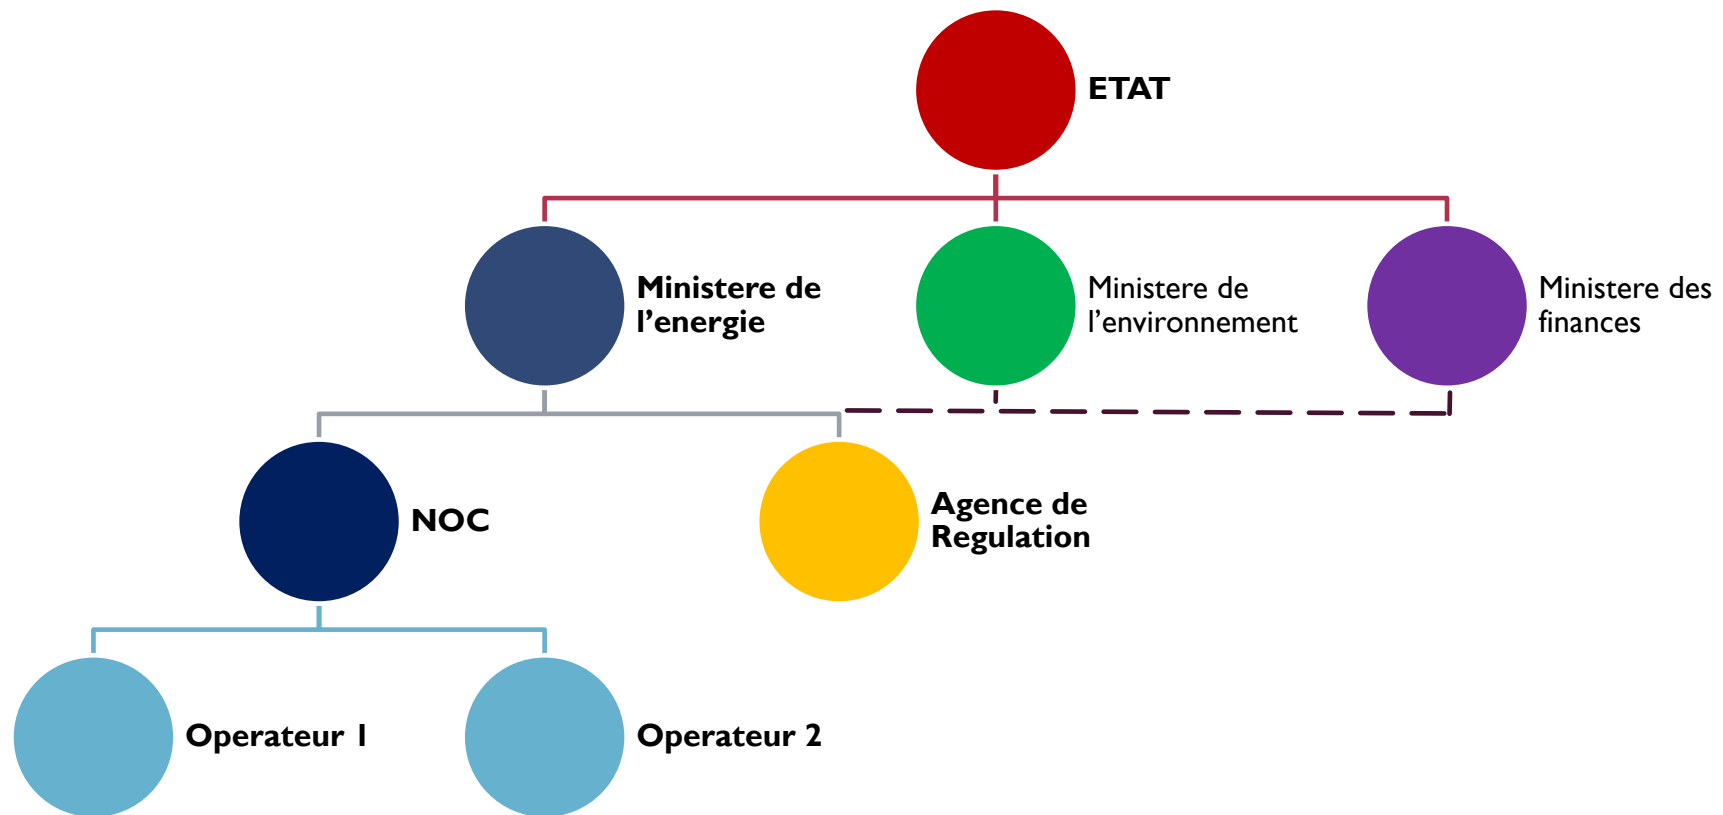 ETAT
Ministere de
l’energie
Ministere de
l’environnement
Ministere des
finances
NOC
Agence de
Regulation
Operateur 1
Operateur 2